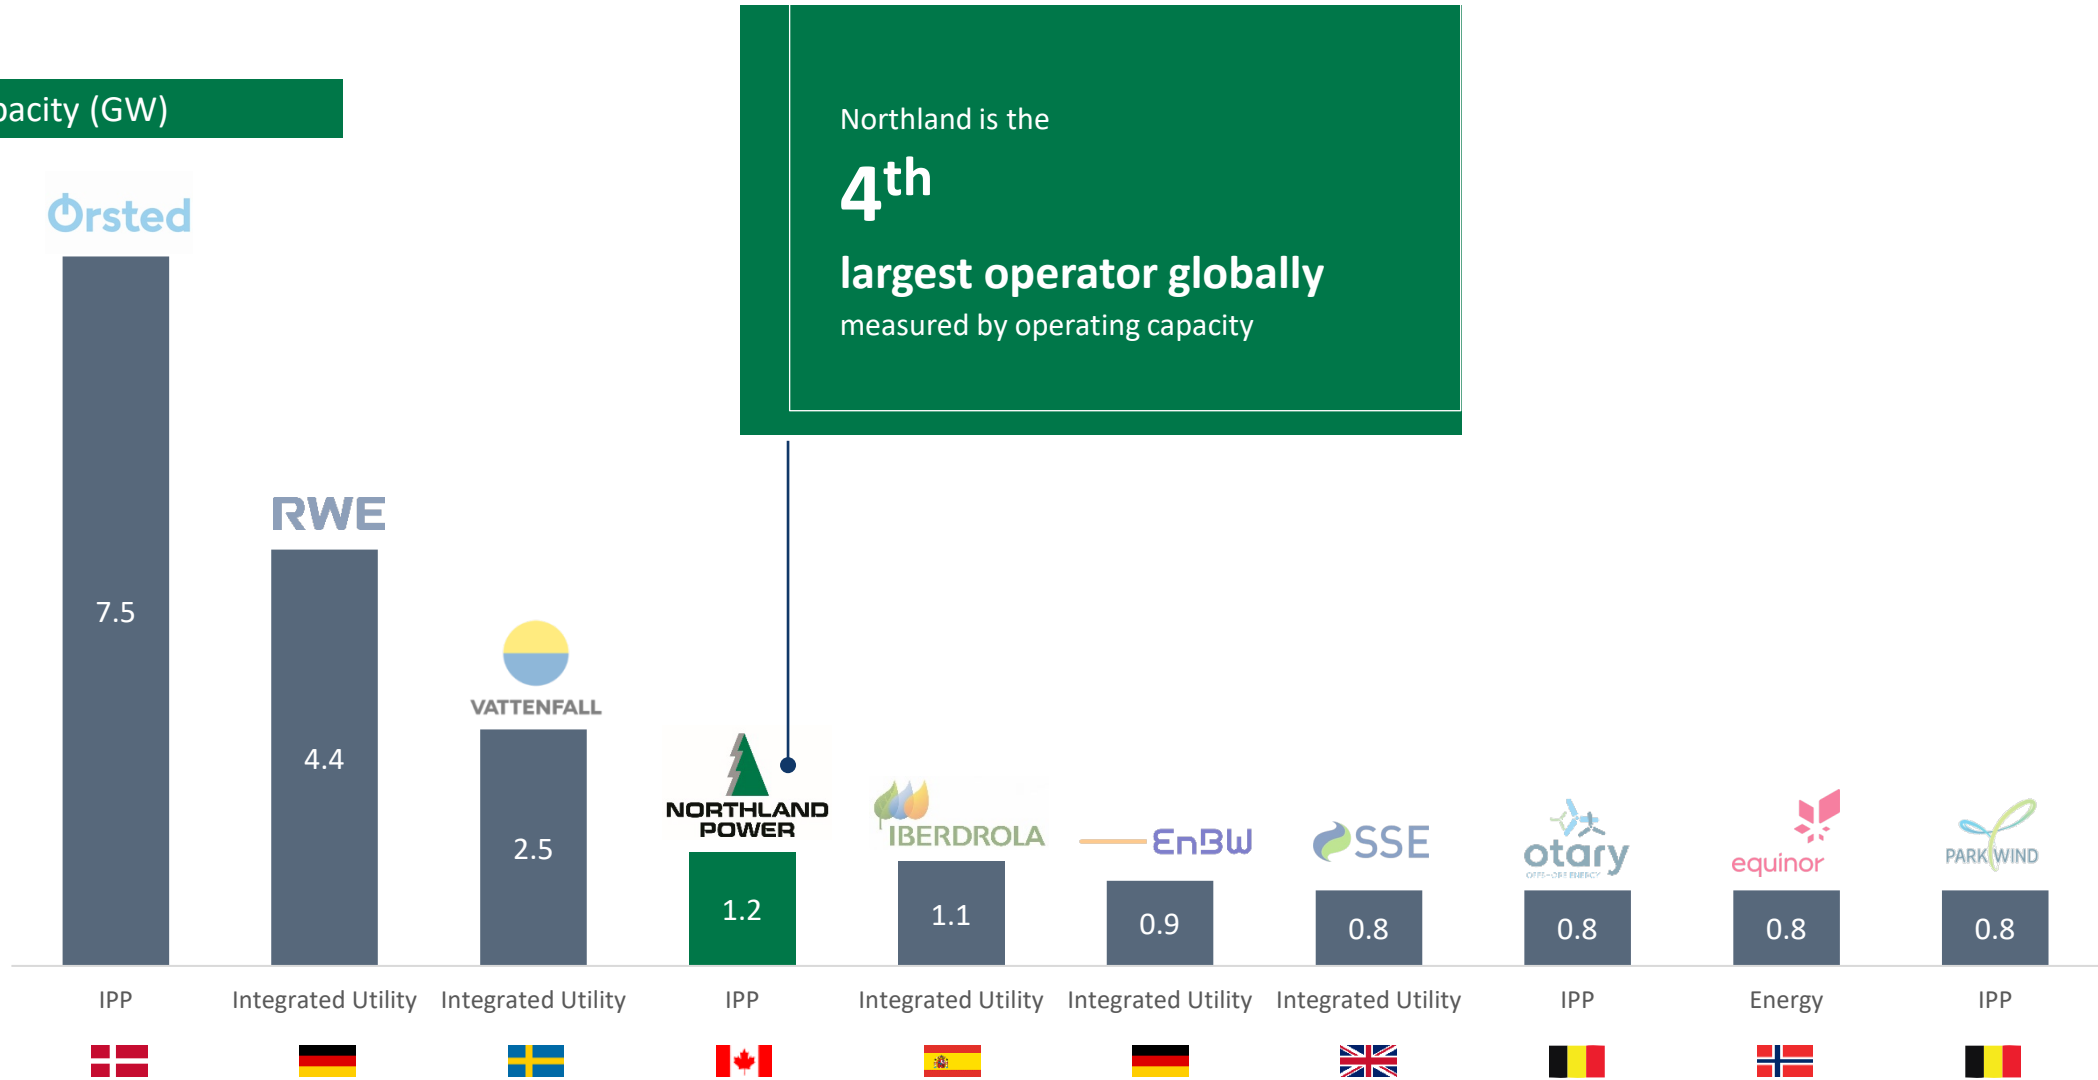 pacity (GW)
Northland is the
4th
largest operator globally
measured by operating capacity
Ørsted
RWE
VATTENFALL
NORTHLAND
POWER
IBERDROLA
EnBW
SSE
otary
OFFSHORE ENERGY
equinor
PARKWIND
7.5
4.4
2.5
1.2
1.1
0.9
0.8
0.8
0.8
0.8
IPP
Integrated Utility
Integrated Utility
IPP
Integrated Utility
Integrated Utility
Integrated Utility
IPP
Energy
IPP